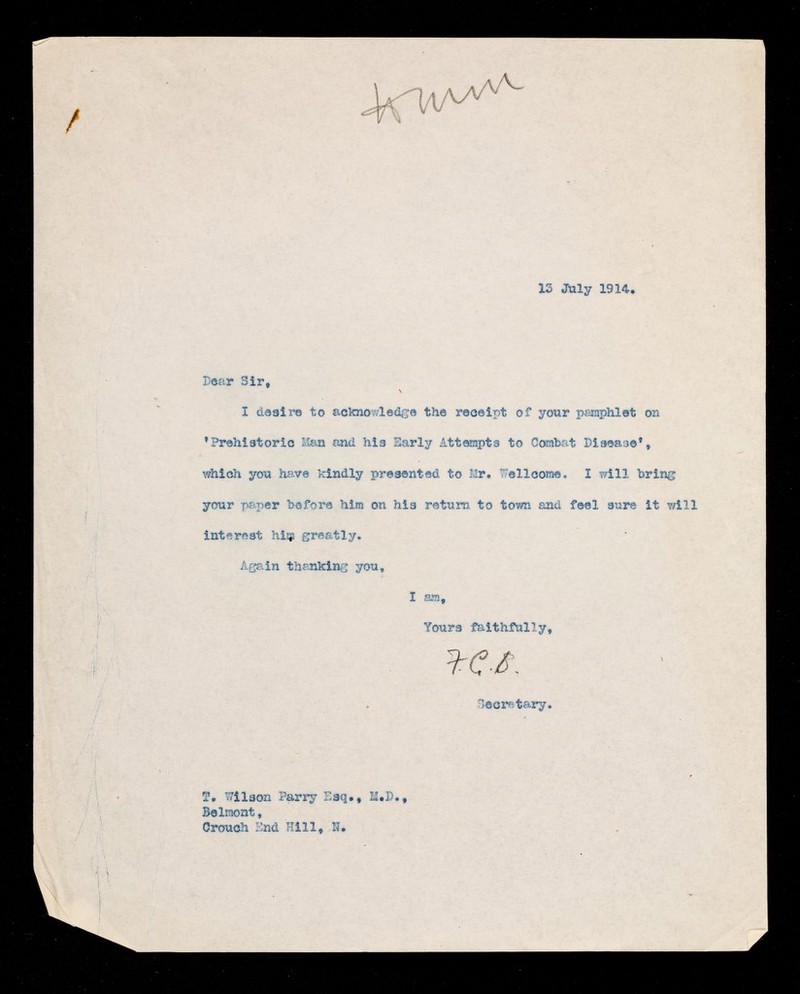 13 July 1914.
Dear Sir,
I desire to acknowledge the receipt of your pamphlet on
'Prehistoric Man and his Early Attempts to Combat Disease',
which you have kindly presented to Mr. Wellcome. I will bring
your paper before him on his return to town and feel sure it will
interest him greatly.
Again thanking you,
I am,
Yours faithfully,
F.C.B.
Secretary.
T. Wilson Parry Esq., M.D.,
Belmont,
Crouch End Hill, N.